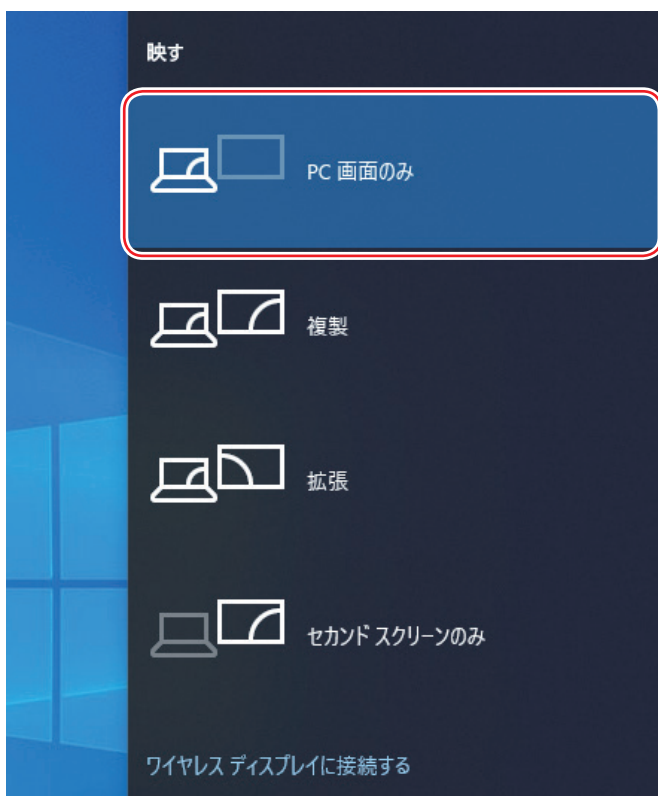 映す
PC 画面のみ
複製
拡張
セカンド スクリーンのみ
ワイヤレス ディスプレイに接続する